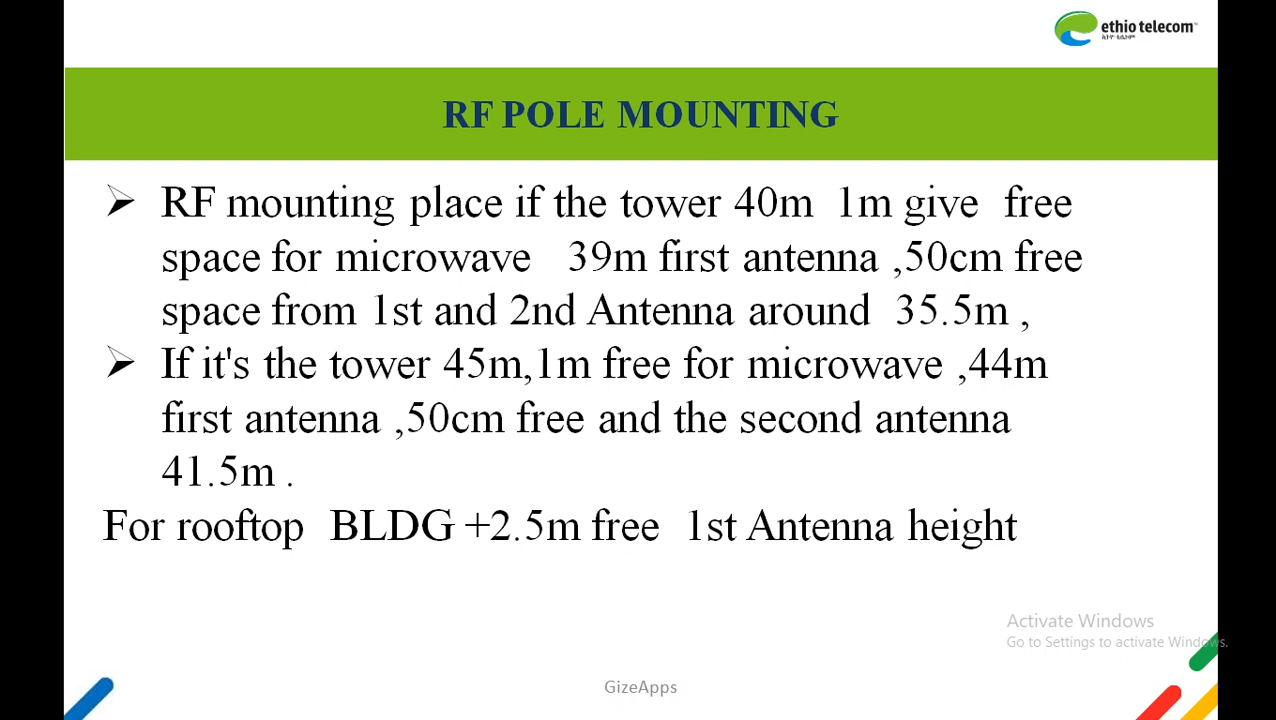 ethio telecom
ኢትዮ ቴሌኮም
RF POLE MOUNTING
➢ RF mounting place if the tower 40m 1m give free
space for microwave 39m first antenna ,50cm free
space from 1st and 2nd Antenna around 35.5m ,
➢ If it's the tower 45m,1m free for microwave ,44m
first antenna ,50cm free and the second antenna
41.5m .
For rooftop BLDG +2.5m free 1st Antenna height
Activate Windows
Go to Settings to activate Windows.
GizeApps